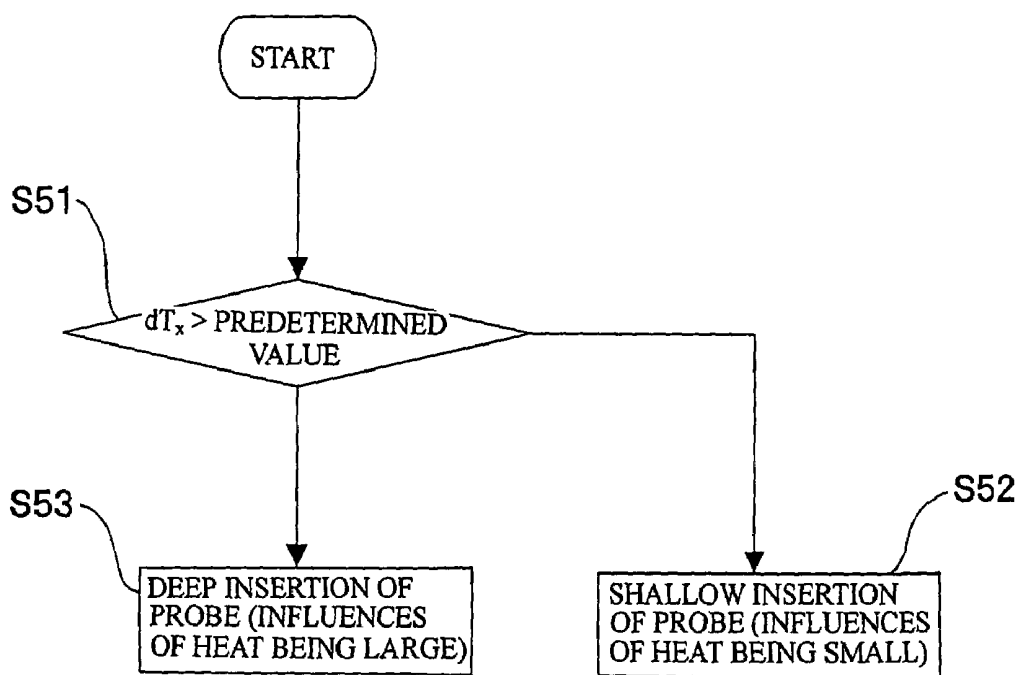 START
S51
dTx > PREDETERMINED
VALUE
S53
S52
DEEP INSERTION OF
PROBE (INFLUENCES
OF HEAT BEING LARGE)
SHALLOW INSERTION
OF PROBE (INFLUENCES
OF HEAT BEING SMALL)